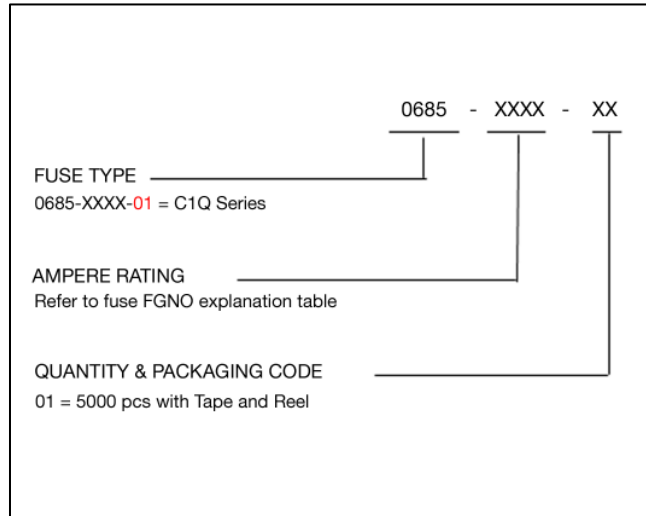 0685 - XXXX - XX
FUSE TYPE
0685-XXXX-01 = C1Q Series
AMPERE RATING
Refer to fuse FGNO explanation table
QUANTITY & PACKAGING CODE
01 = 5000 pcs with Tape and Reel